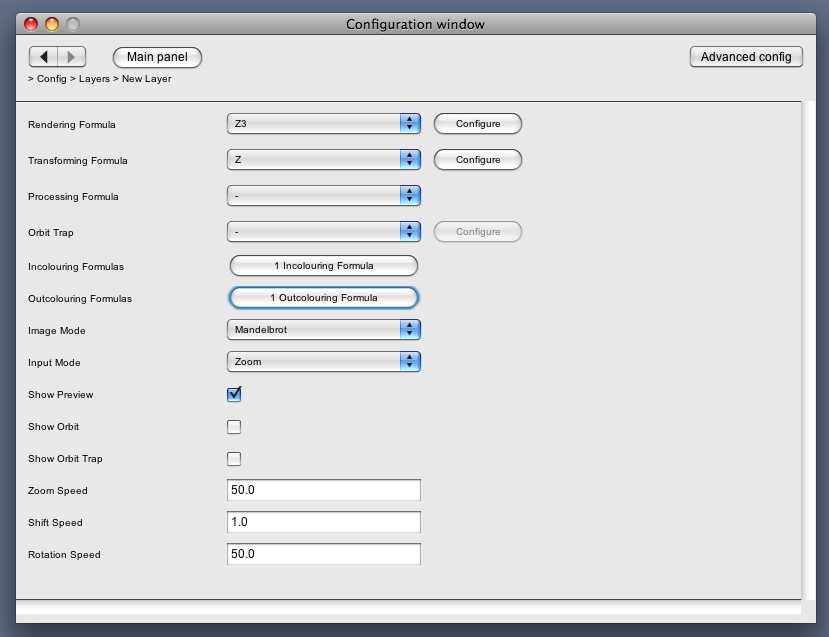 Configuration window
Main panel
Advanced config
> Config > Layers > New Layer
Rendering Formula Z3 Configure
Transforming Formula Z Configure
Processing Formula -
Orbit Trap - Configure
Incolouring Formulas 1 Incolouring Formula
Outcolouring Formulas 1 Outcolouring Formula
Image Mode Mandelbrot
Input Mode Zoom
Show Preview
Show Orbit
Show Orbit Trap
Zoom Speed 50.0
Shift Speed 1.0
Rotation Speed 50.0